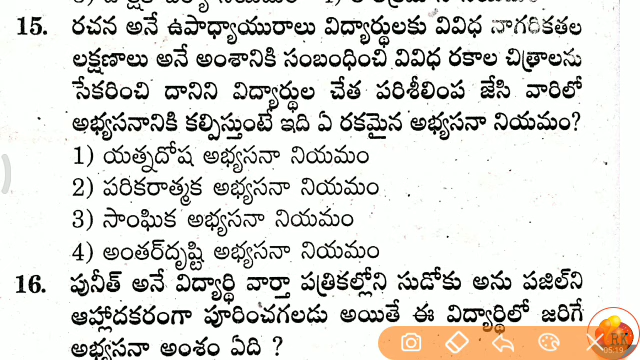 15. రచన అనే ఉపాధ్యాయురాలు విద్యార్థులకు వివిధ నాగరికతల
లక్షణాలు అనే అంశానికి సంబంధించి వివిధ రకాల చిత్రాలను
సేకరించి దానిని విద్యార్థుల చేత పరిశీలింప జేసి వారిలో
అభ్యసనానికి కల్పిస్తుంటే ఇది ఏ రకమైన అభ్యసనా నియమం?
1) యత్నదోష అభ్యసనా నియమం
2) పరికరాత్మక అభ్యసనా నియమం
3) సాంఘిక అభ్యసనా నియమం
4) అంతర్‌దృష్టి అభ్యసనా నియమం
16. పునీత్ అనే విద్యార్థి వార్తా పత్రికల్లోని సుడోకు అను పజిల్‌ని
ఆహ్లాదకరంగా పూరించగలడు అయితే ఈ విద్యార్థిలో జరిగే
అభ్యసనా అంశం ఏది ?
RK
05:19